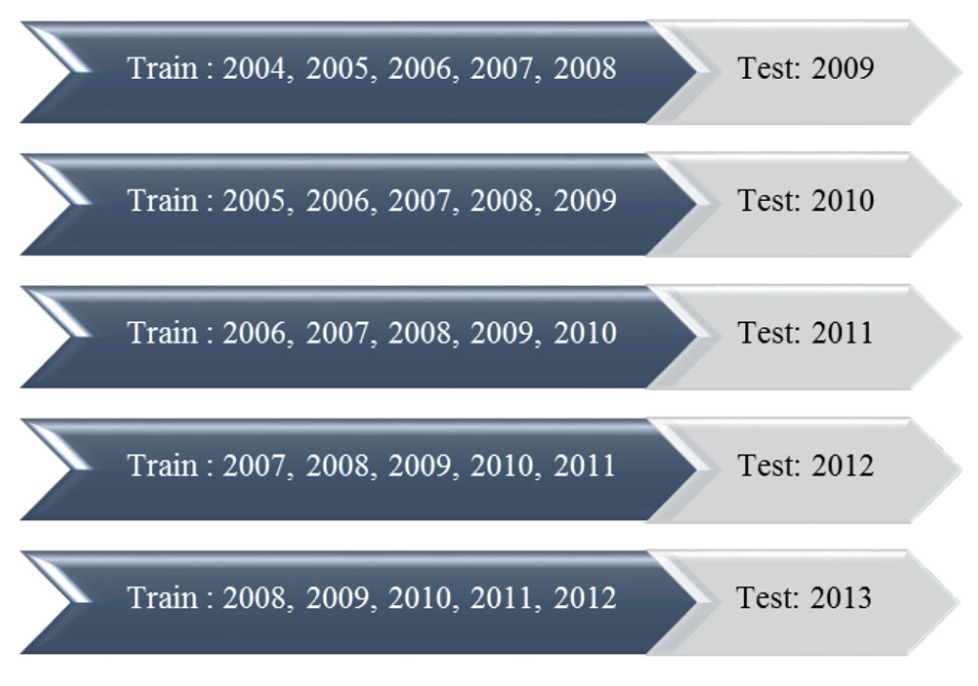 Train : 2004, 2005, 2006, 2007, 2008 Test: 2009
Train : 2005, 2006, 2007, 2008, 2009 Test: 2010
Train : 2006, 2007, 2008, 2009, 2010 Test: 2011
Train : 2007, 2008, 2009, 2010, 2011 Test: 2012
Train : 2008, 2009, 2010, 2011, 2012 Test: 2013